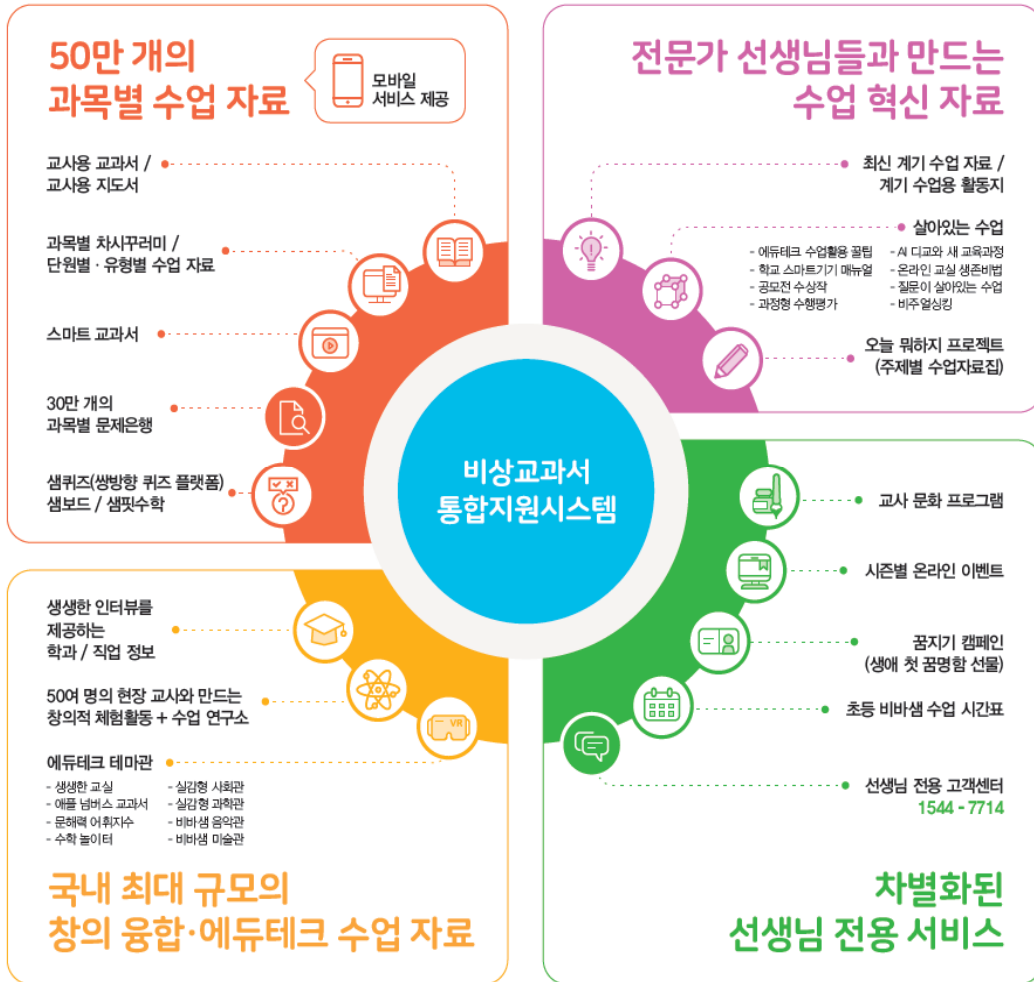 50만 개의
과목별 수업 자료
모바일
서비스 제공
교사용 교과서 /
교사용 지도서
과목별 차시꾸러미 /
단원별 · 유형별 수업 자료
스마트 교과서
30만 개의
과목별 문제은행
샘퀴즈(쌍방향 퀴즈 플랫폼)
샘보드 / 샘핏수학
전문가 선생님들과 만드는
수업 혁신 자료
최신 계기 수업 자료 /
계기 수업용 활동지
살아있는 수업
- 에듀테크 수업활용 꿀팁
- 학교 스마트기기 매뉴얼
- 공모전 수상작
- 과정형 수행평가
- AI 디교와 새 교육과정
- 온라인 교실 생존비법
- 질문이 살아있는 수업
- 비주얼싱킹
오늘 뭐하지 프로젝트
(주제별 수업자료집)
비상교과서
통합지원시스템
생생한 인터뷰를
제공하는
학과 / 직업 정보
50여 명의 현장 교사와 만드는
창의적 체험활동 + 수업 연구소
에듀테크 테마관
- 생생한 교실
- 애플 넘버스 교과서
- 문해력 어휘지수
- 수학 놀이터
- 실감형 사회관
- 실감형 과학관
- 비바샘 음악관
- 비바샘 미술관
VR
국내 최대 규모의
창의 융합·에듀테크 수업 자료
교사 문화 프로그램
시즌별 온라인 이벤트
꿈지기 캠페인
(생애 첫 꿈명함 선물)
초등 비바샘 수업 시간표
선생님 전용 고객센터
1544 - 7714
차별화된
선생님 전용 서비스